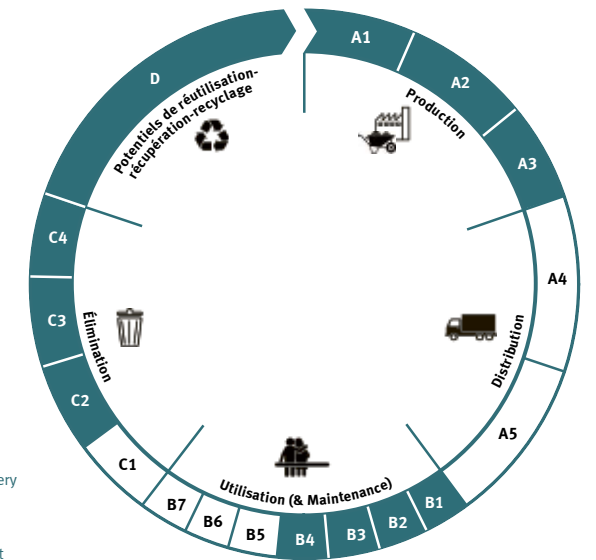 A1
A2
A3
Production
A4
Distribution
A5
B1
B2
B3
B4
B5
B6
B7
Utilisation (& Maintenance)
C1
C2
C3
C4
Élimination
D
Potentiels de réutilisation-
récupération-recyclage
ery
t